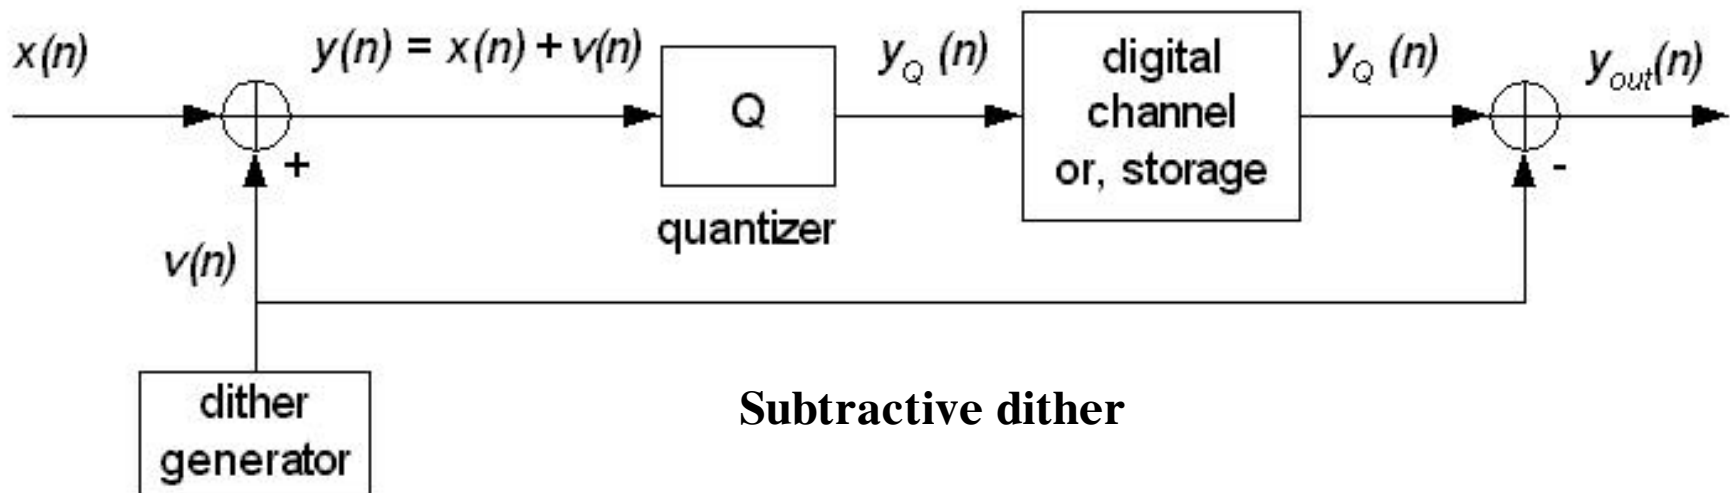 x(n)
y(n) = x(n) + v(n)
y_Q (n)
digital
channel
or, storage
y_Q (n)
y_out(n)
Q
+
-
quantizer
v(n)
dither
generator
Subtractive dither